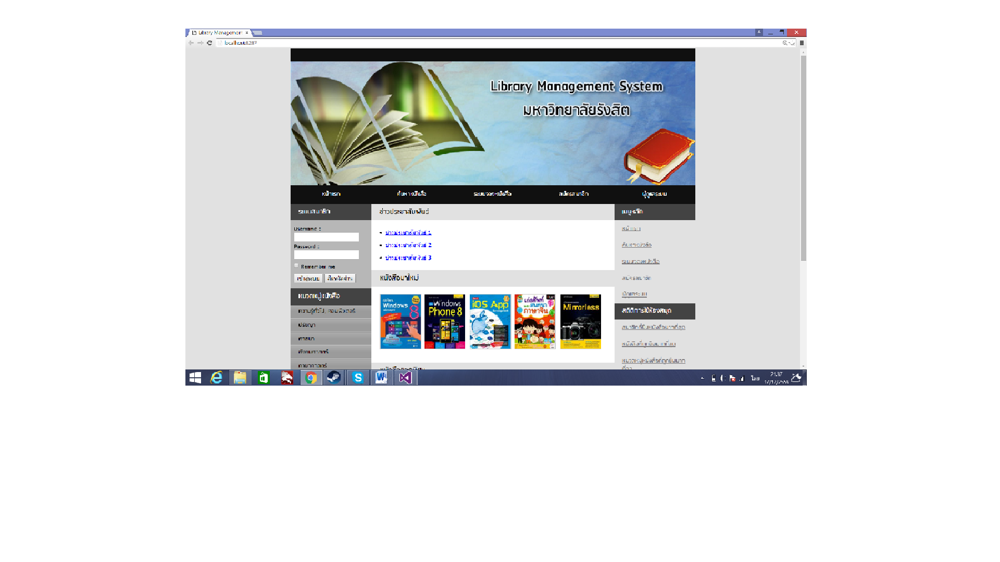 Library Management
localhost:8287
Library Management System
มหาวิทยาลัยรังสิต
หน้าแรก
ค้นหาหนังสือ
ระบบจองหนังสือ
สมัครสมาชิก
ผู้ดูแลระบบ
ระบบสมาชิก
Username :
Password :
Remember me
เข้าสู่ระบบ
ลืมรหัสผ่าน
หมวดหมู่หนังสือ
ความรู้ทั่วไป, คอมพิวเตอร์
ปรัชญา
ศาสนา
สังคมศาสตร์
ภาษาศาสตร์
ข่าวประชาสัมพันธ์
ข่าวประชาสัมพันธ์ 1
ข่าวประชาสัมพันธ์ 2
ข่าวประชาสัมพันธ์ 3
หนังสือมาใหม่
Windows
8
Windows
Phone 8
iOS App
Development
เก่งศัพท์
สนทนา
ภาษาจีน
Mirrorless
เมนูหลัก
หน้าแรก
ค้นหาหนังสือ
ระบบจองหนังสือ
สมัครสมาชิก
ผู้ดูแลระบบ
สถิติการใช้ห้องสมุด
สมาชิกที่ยืมหนังสือมากที่สุด
หนังสือที่ถูกยืมมากที่สุด
หมวดหมู่หนังสือที่ถูกยืมมาก
ที่สุด
ไทย
21:37
17/12/2558